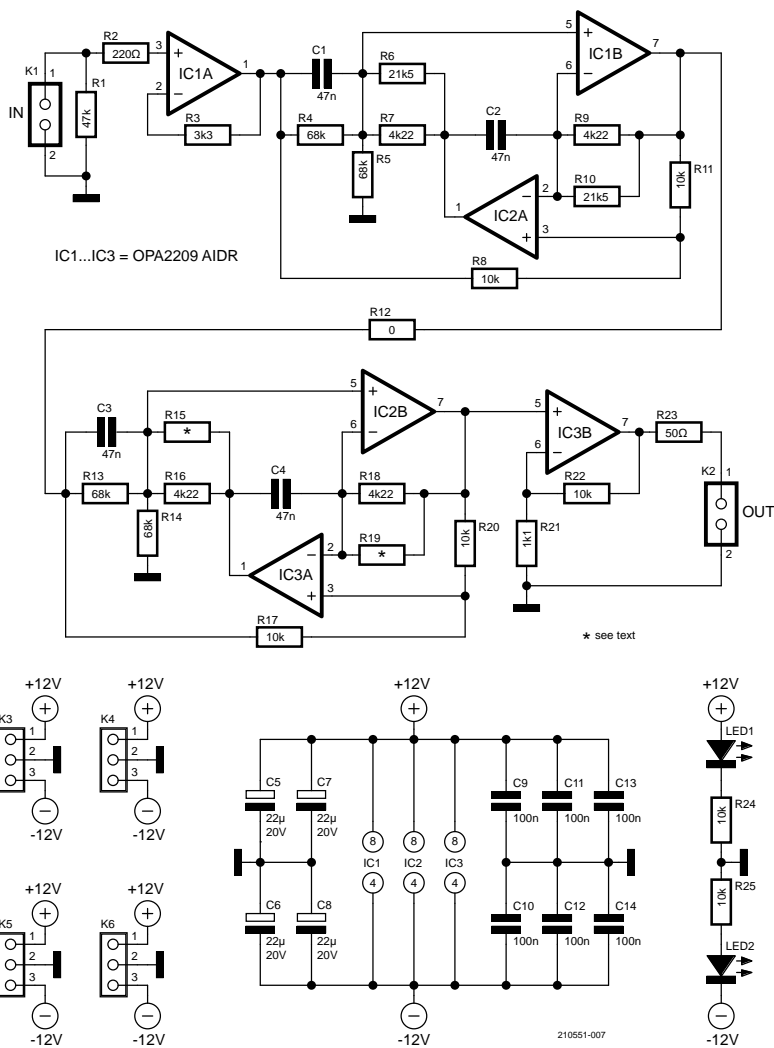 R2
220Ω
K1
1
IN
2
R1
47k
3
+
IC1A
1
2
−
R3
3k3
C1
47n
R6
21k5
R4
68k
R7
4k22
R5
68k
C2
47n
5
+
IC1B
7
6
−
R9
4k22
R10
21k5
R11
10k
1
IC2A
−
2
+
3
R8
10k
IC1...IC3 = OPA2209 AIDR
R12
0
C3
47n
R15
*
R13
68k
R16
4k22
R14
68k
C4
47n
5
+
IC2B
7
6
−
R18
4k22
R19
*
R20
10k
1
IC3A
−
2
+
3
R17
10k
5
+
IC3B
7
6
−
R22
10k
R21
1k1
R23
50Ω
K2
1
OUT
2
* see text
+12V
+
K3
1
2
3
−
-12V
+12V
+
K4
1
2
3
−
-12V
+12V
+
K5
1
2
3
−
-12V
+12V
+
K6
1
2
3
−
-12V
+12V
+
C5
22µ
20V
C7
22µ
20V
C6
22µ
20V
C8
22µ
20V
8
IC1
4
8
IC2
4
8
IC3
4
C9
100n
C11
100n
C13
100n
C10
100n
C12
100n
C14
100n
−
-12V
210551-007
+12V
+
LED1
R24
10k
R25
10k
LED2
−
-12V